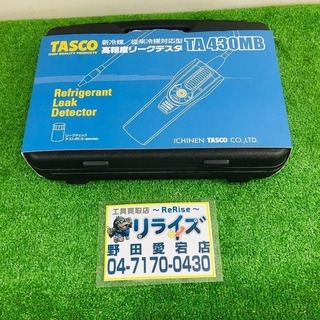 TASCO
新冷媒/従来冷媒対応型
高精度リークテスタ TA430MB
Refrigerant
Leak
Detector
ICHINEN TASCO CO.,LTD.
工具買取店 ～ReRise～
リライズ
野田愛宕店
04-7170-0430